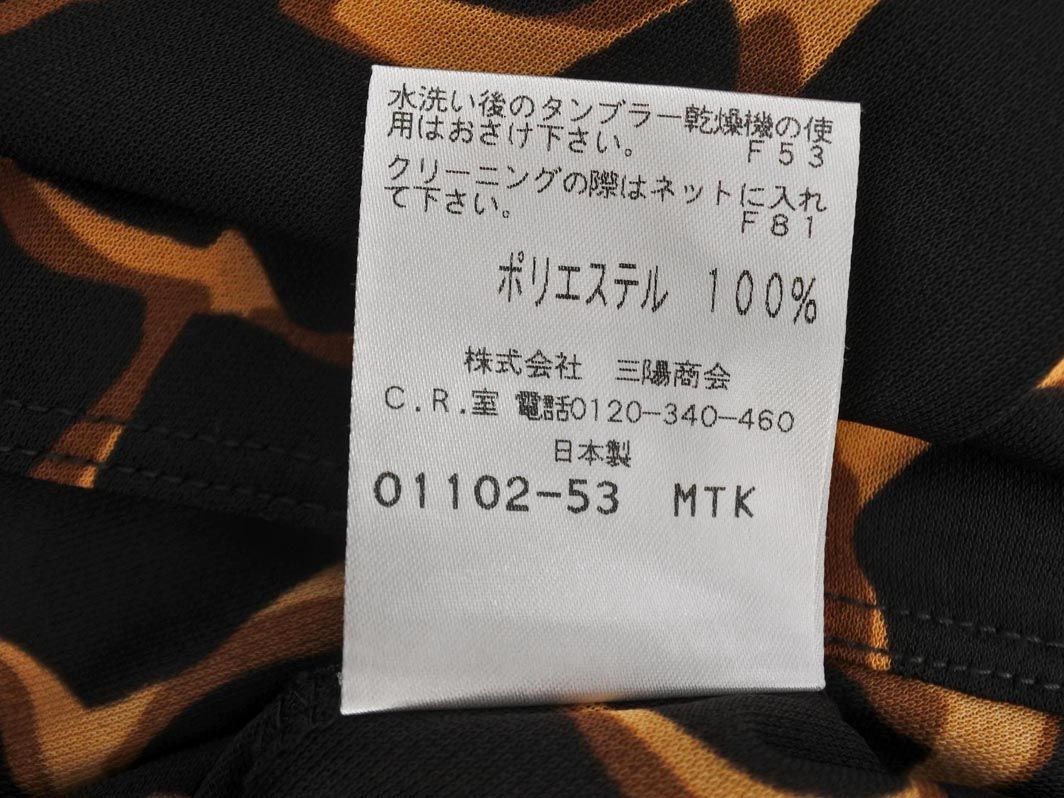 水洗い後のタンブラー乾燥機の使
用はおさけ下さい。
F53
クリーニングの際はネットに入れ
て下さい。
F81
ポリエステル 100%
株式会社 三陽商会
C.R.室 電話0120-340-460
日本製
01102-53 MTK